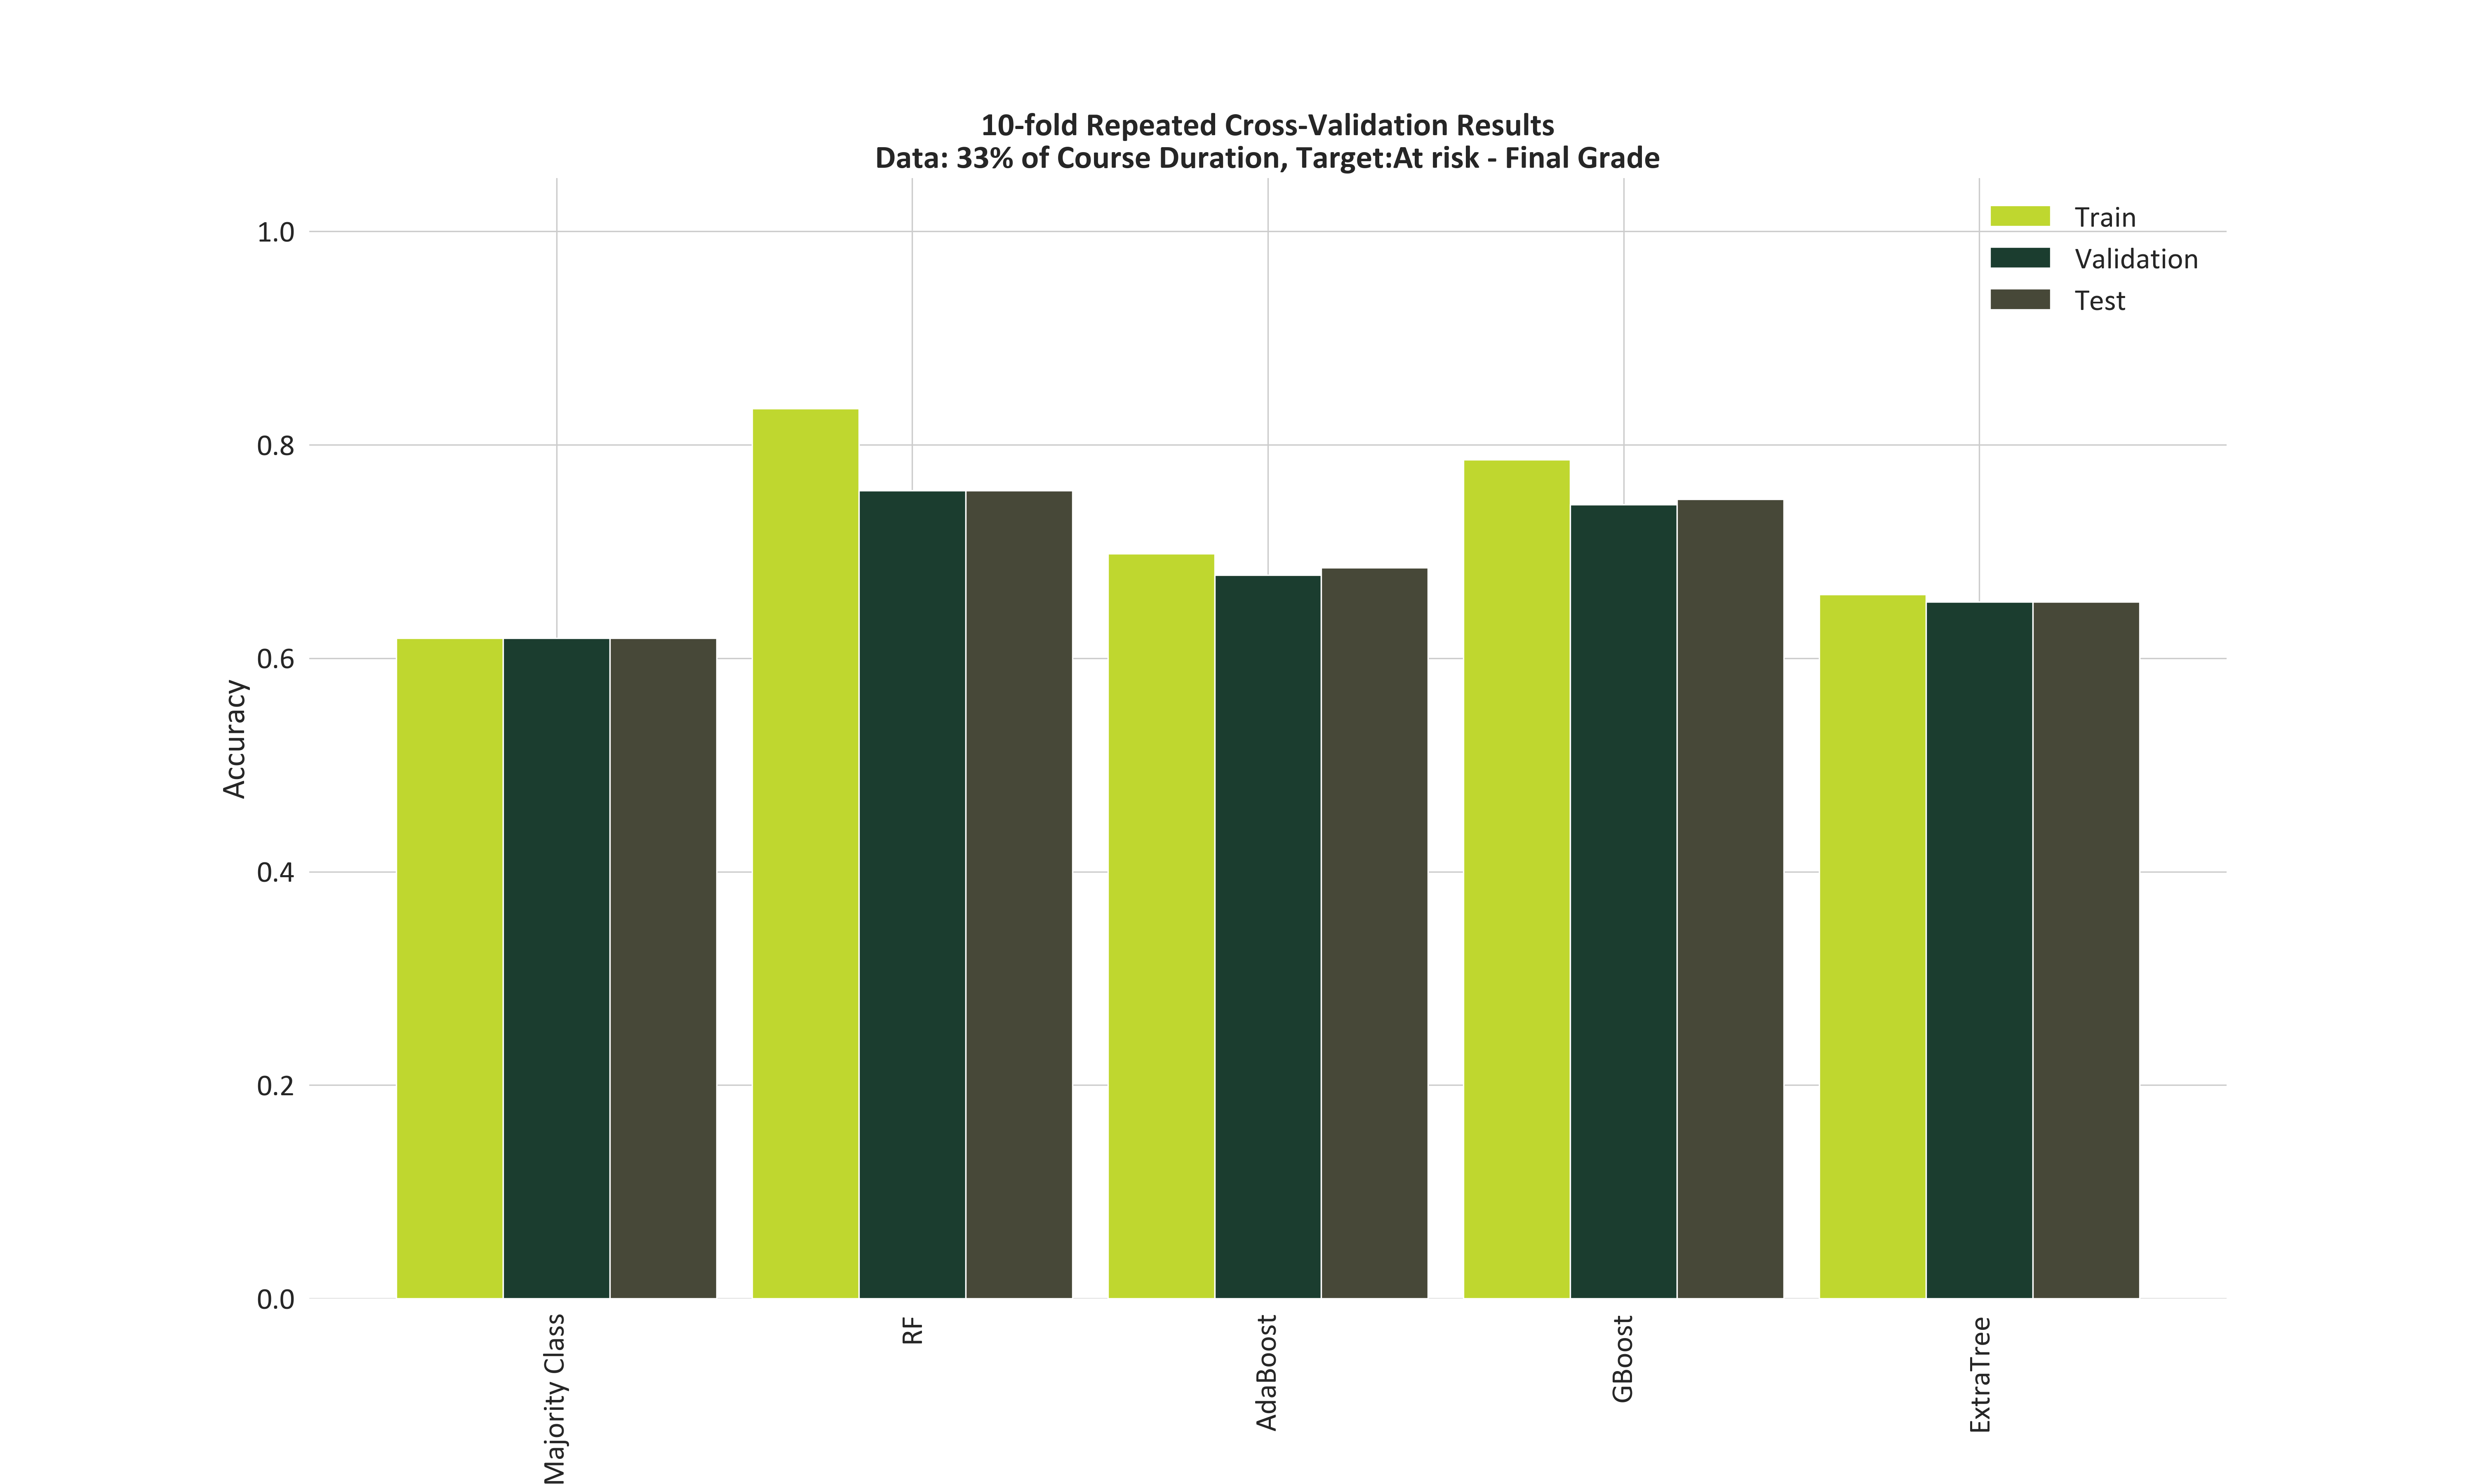 10-fold Repeated Cross-Validation Results
Data: 33% of Course Duration, Target:At risk - Final Grade
Train
Validation
Test
1.0
0.8
0.6
0.4
0.2
0.0
Accuracy
Majority Class
RF
AdaBoost
GBoost
ExtraTree